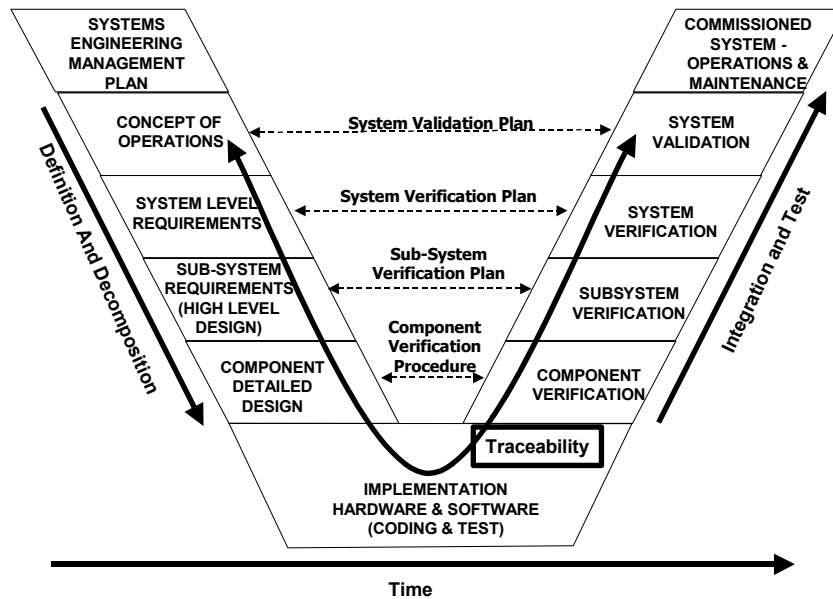 SYSTEMS
ENGINEERING
MANAGEMENT
PLAN
COMMISSIONED
SYSTEM -
OPERATIONS &
MAINTENANCE
CONCEPT OF
OPERATIONS
System Validation Plan
SYSTEM
VALIDATION
SYSTEM LEVEL
REQUIREMENTS
System Verification Plan
SYSTEM
VERIFICATION
SUB-SYSTEM
REQUIREMENTS
(HIGH LEVEL
DESIGN)
Sub-System
Verification Plan
SUBSYSTEM
VERIFICATION
COMPONENT
DETAILED
DESIGN
Component
Verification
Procedure
COMPONENT
VERIFICATION
Definition And Decomposition
Integration and Test
Traceability
IMPLEMENTATION
HARDWARE & SOFTWARE
(CODING & TEST)
Time